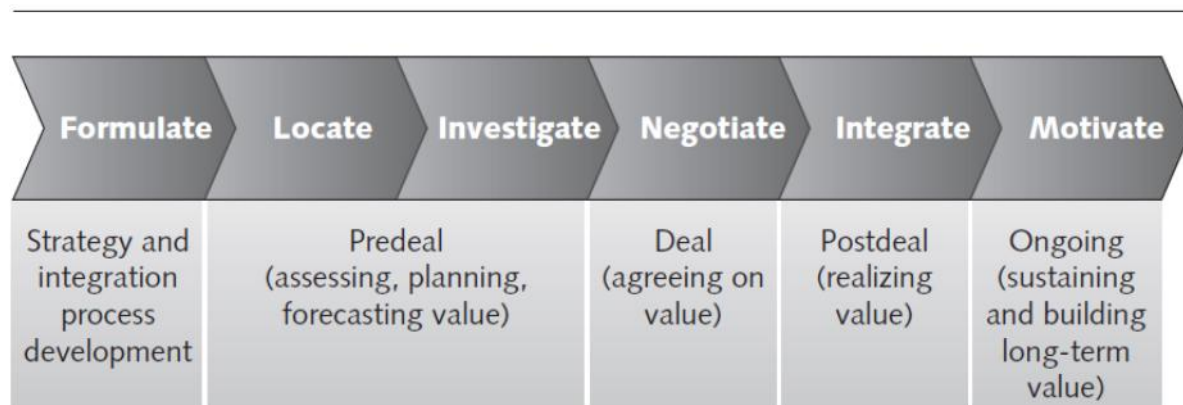 Formulate
Locate
Investigate
Negotiate
Integrate
Motivate
Strategy and
integration
process
development
Predeal
(assessing, planning,
forecasting value)
Deal
(agreeing on
value)
Postdeal
(realizing
value)
Ongoing
(sustaining
and building
long-term
value)